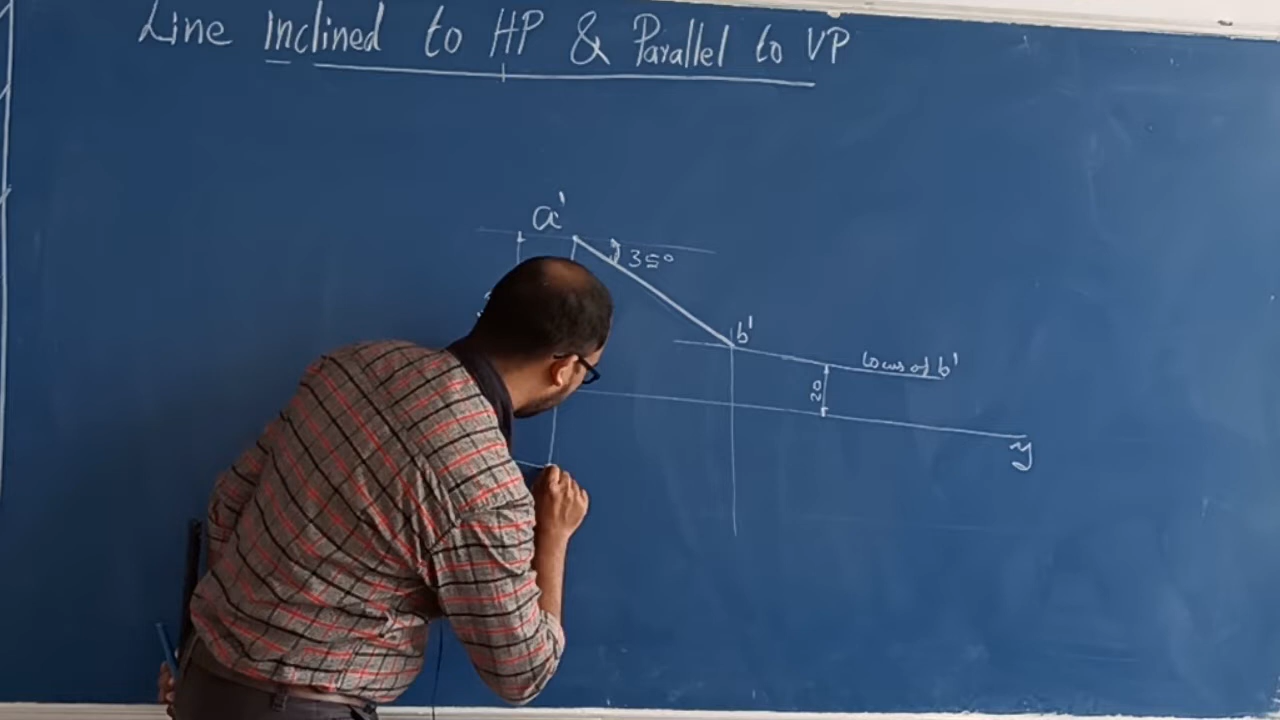 Line Inclined to HP & Parallel to VP
a'
35°
b'
locus of b'
20
y